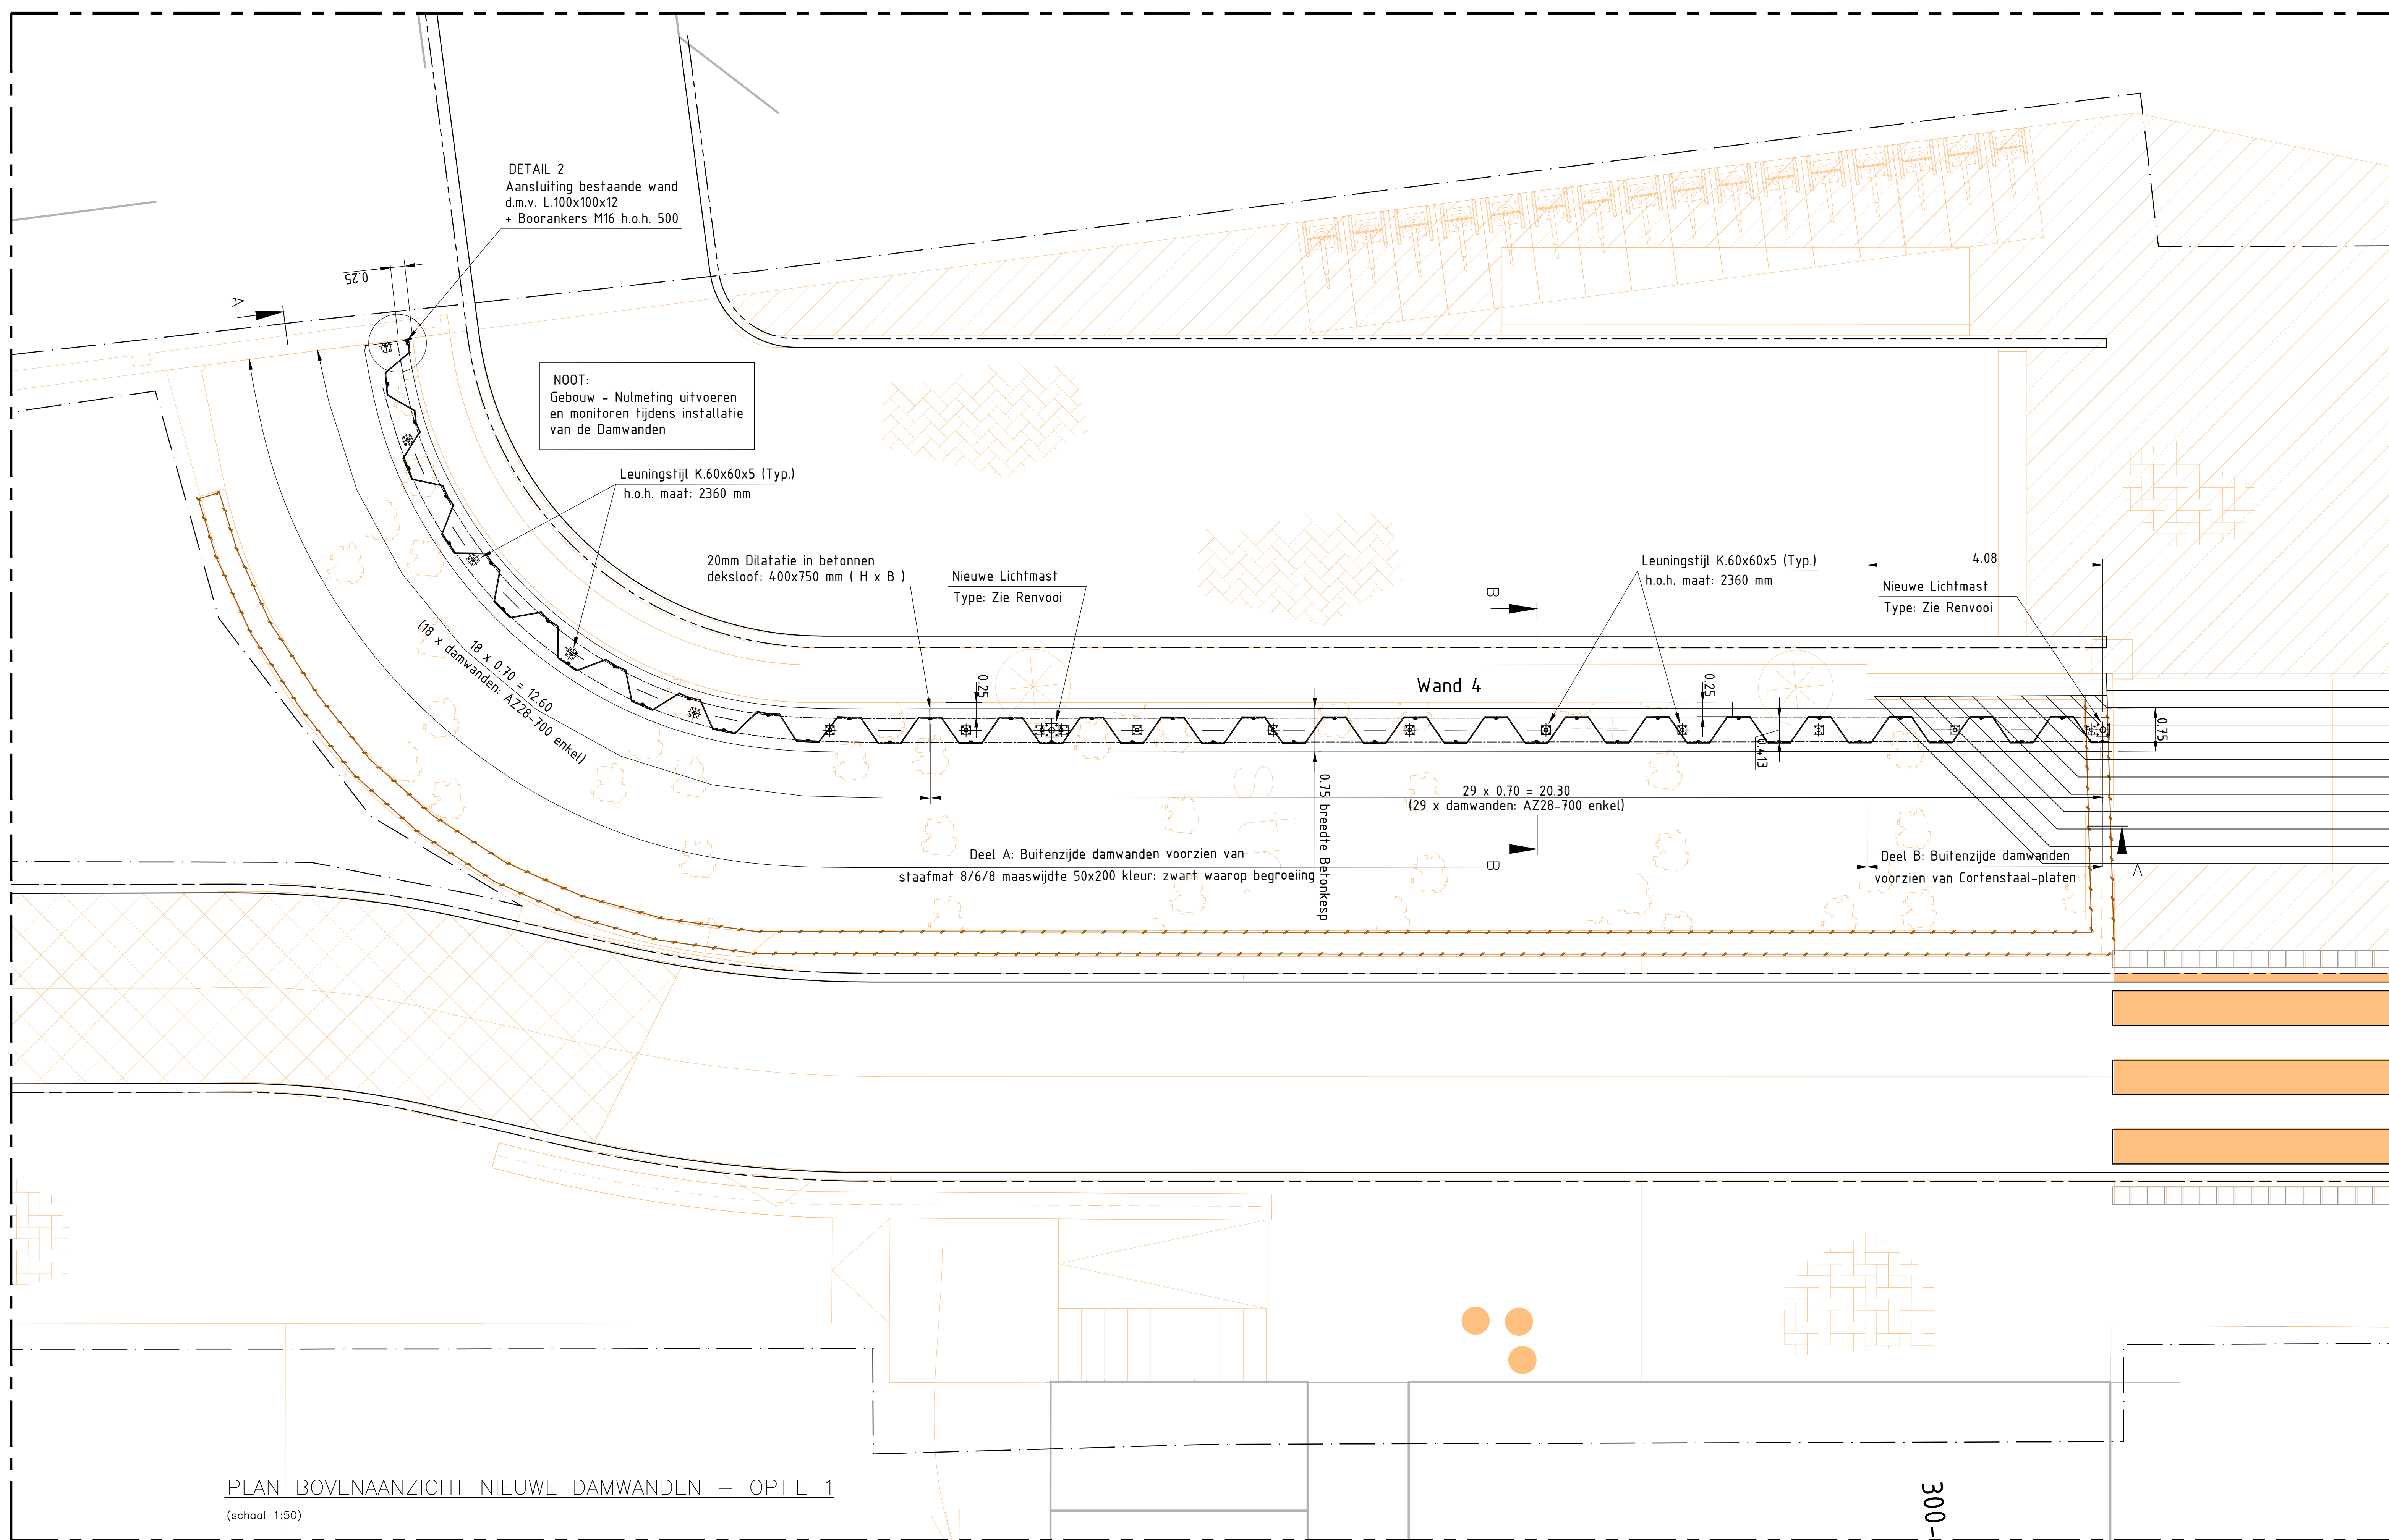 DETAIL 2
Aansluiting bestaande wand
d.m.v. L.100x100x12
+ Boorankers M16 h.o.h. 500
0.25
A
NOOT:
Gebouw - Nulmeting uitvoeren
en monitoren tijdens installatie
van de Damwanden
Leuningstijl K.60x60x5 (Typ.)
h.o.h. maat: 2360 mm
20mm Dilatatie in betonnen
deksloof: 400x750 mm ( H x B )
Nieuwe Lichtmast
Type: Zie Renvooi
B
Leuningstijl K.60x60x5 (Typ.)
h.o.h. maat: 2360 mm
4.08
Nieuwe Lichtmast
Type: Zie Renvooi
18 x 0.70 = 12.60
(18 x damwanden: AZ28-700 enkel)
0.25
Wand 4
0.25
0.413
0.75
0.75 breedte Betonkesp
29 x 0.70 = 20.30
(29 x damwanden: AZ28-700 enkel)
B
Deel A: Buitenzijde damwanden voorzien van
staafmat 8/6/8 maaswijdte 50x200 kleur: zwart waarop begroeiing
Deel B: Buitenzijde damwanden
voorzien van Cortenstaal-platen
A
PLAN BOVENAANZICHT NIEUWE DAMWANDEN - OPTIE 1
(schaal 1:50)
300-